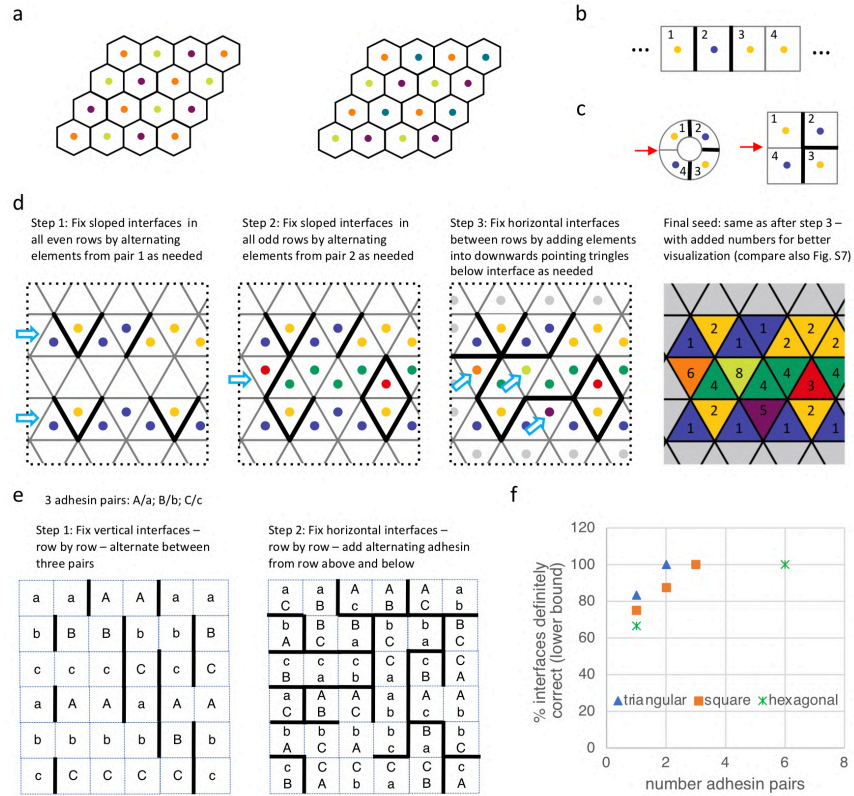 a
b
1 2 3 4
... ...
c
1 2
4 3
1 2
4 3
d
Step 1: Fix sloped interfaces in
all even rows by alternating
elements from pair 1 as needed
Step 2: Fix sloped interfaces in
all odd rows by alternating
elements from pair 2 as needed
Step 3: Fix horizontal interfaces
between rows by adding elements
into downwards pointing tringles
below interface as needed
Final seed: same as after step 3 –
with added numbers for better
visualization (compare also Fig. S7)
1 2 1 1 2 2 2
6 4 8 4 4 3 4
1 2 1 5 1 2 1
e
3 adhesin pairs: A/a; B/b; C/c
Step 1: Fix vertical interfaces –
row by row – alternate between
three pairs
a a A A a a
b B B b b B
c c c C C c
a A A a A A
b b b b B b
c C C C C c
Step 2: Fix horizontal interfaces –
row by row – add alternating adhesin
from row above and below
a a A A A a
C B c B C b
b B B b b B
A C a C a C
c c c C c C
B a b a B A
a A A a A A
C B C b c b
b b b b B b
A C A c a C
c C C C C c
B A b a B A
f
% interfaces definitely
correct (lower bound)
120
100
80
60
40
20
0
triangular square hexagonal
0 2 4 6 8
number adhesin pairs